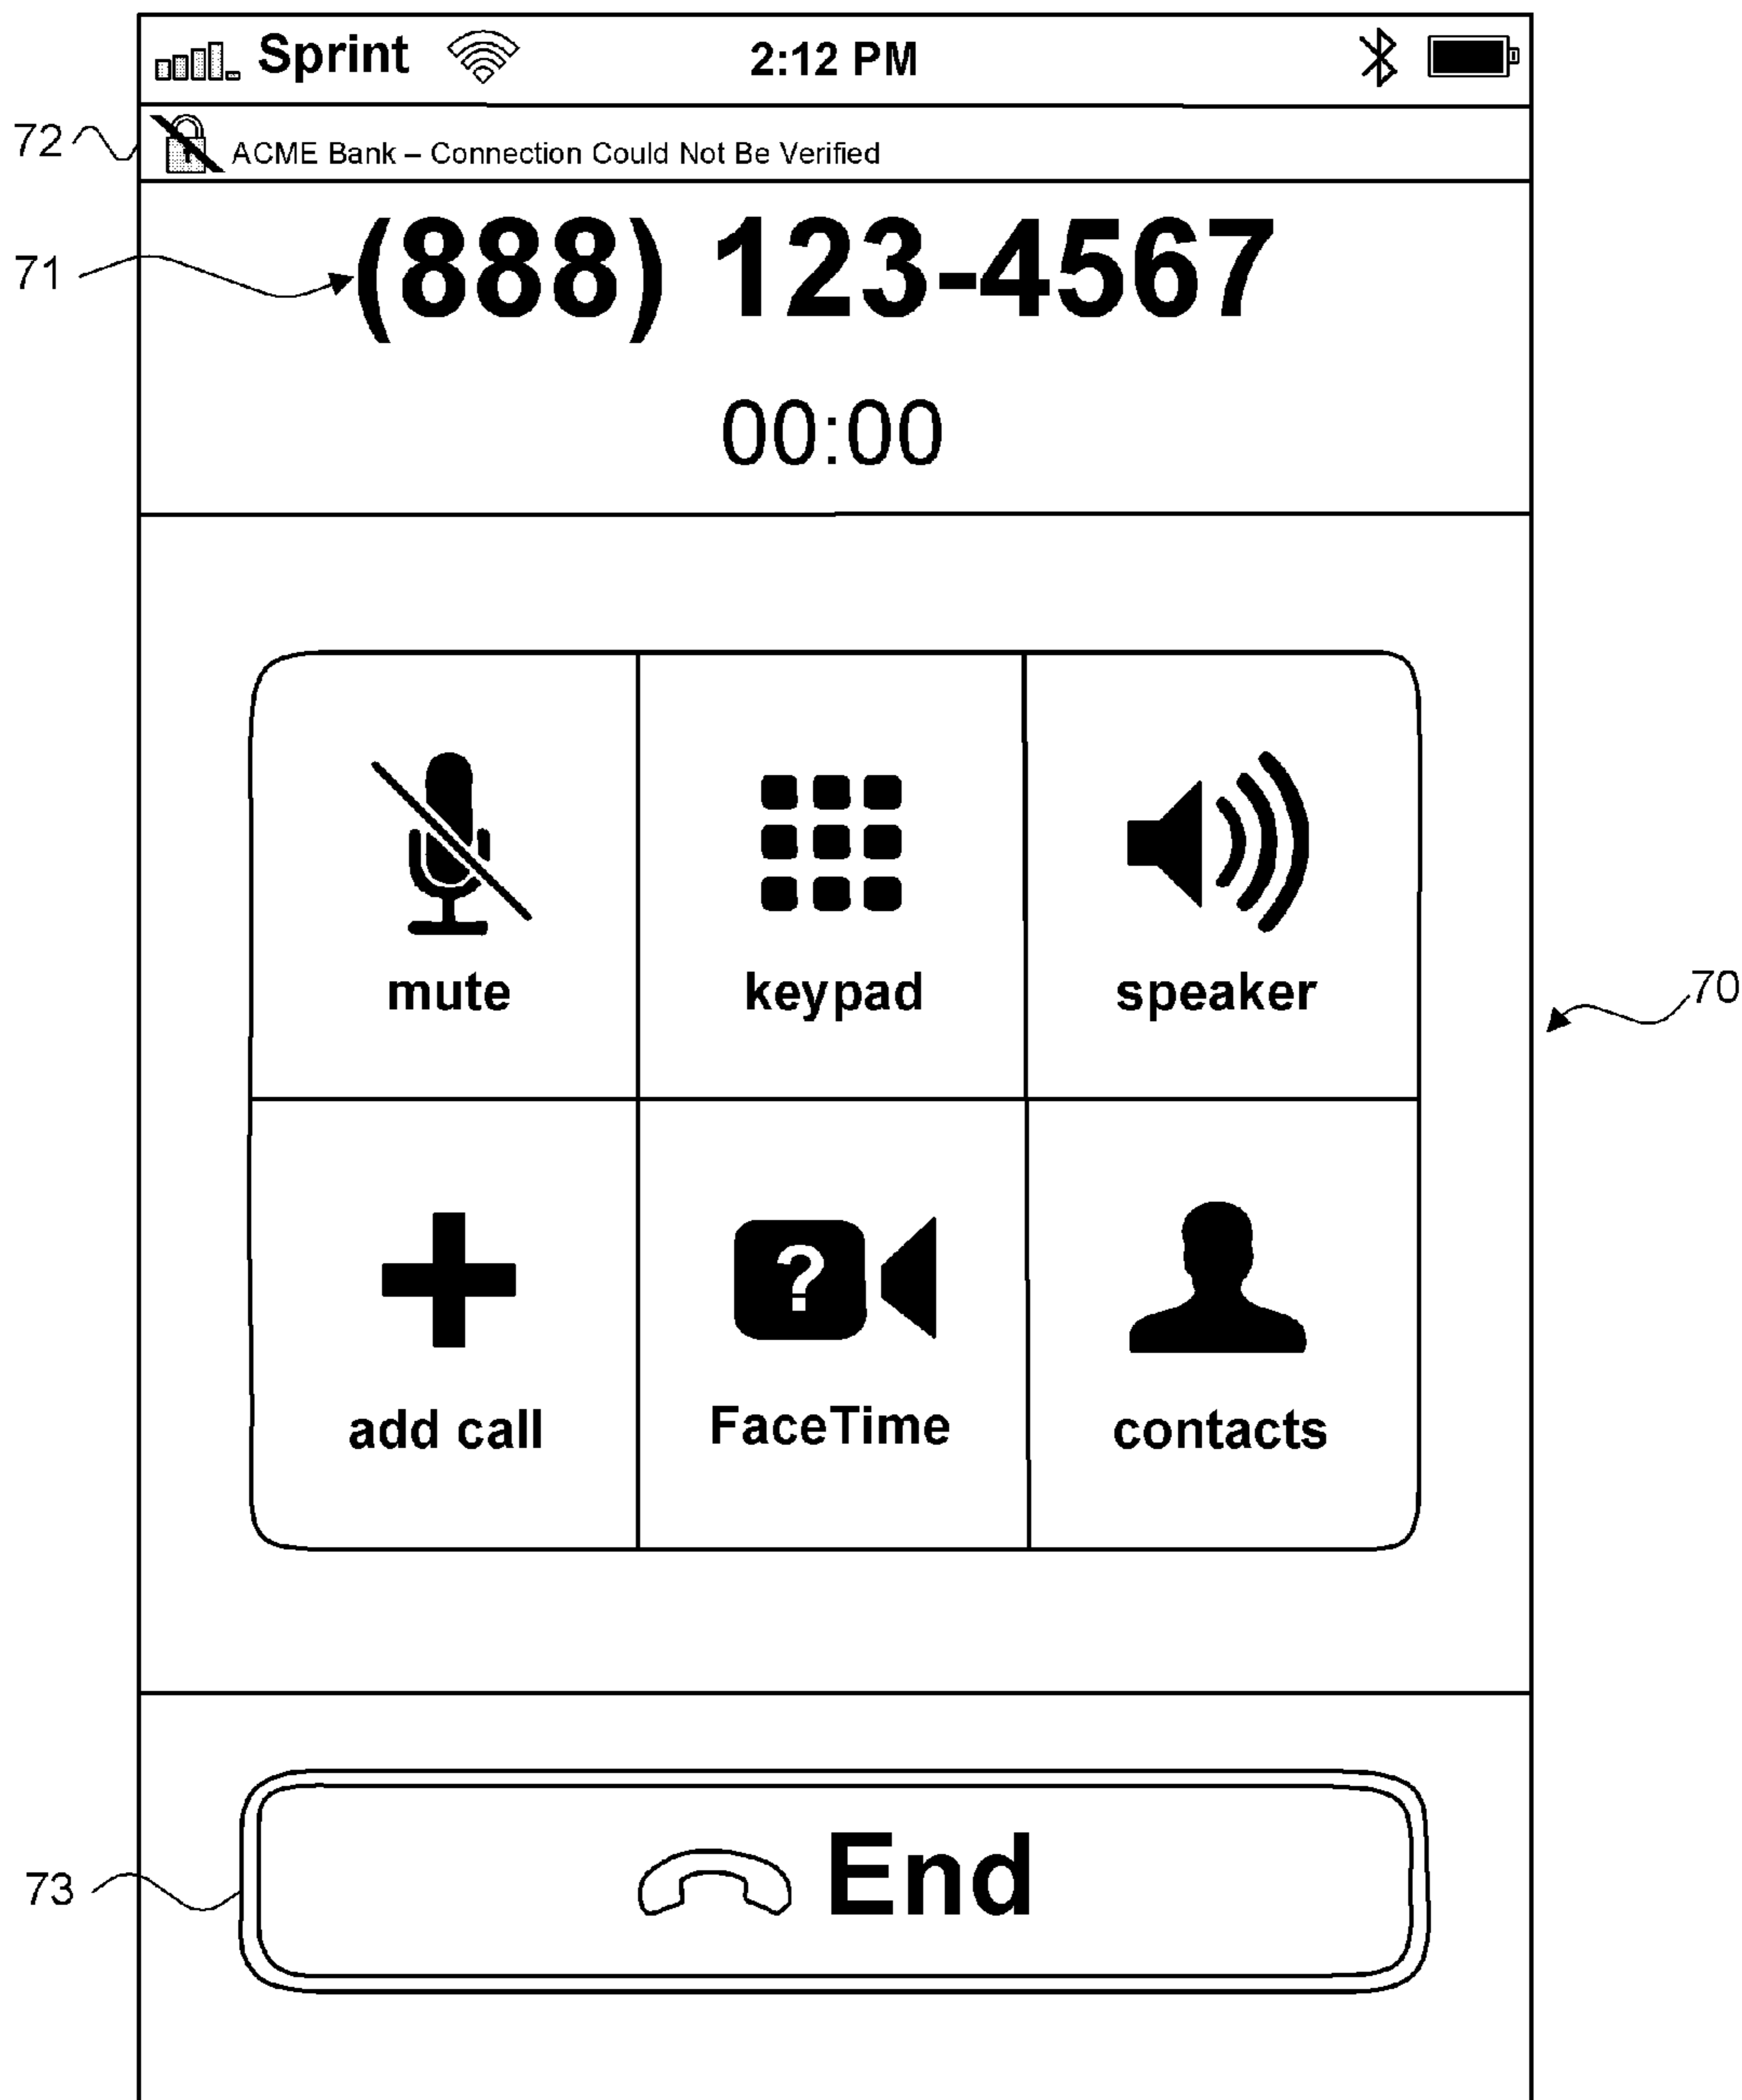 Sprint 2:12 PM
72
ACME Bank – Connection Could Not Be Verified
71
(888) 123-4567
00:00
mute keypad speaker
70
add call FaceTime contacts
73
End